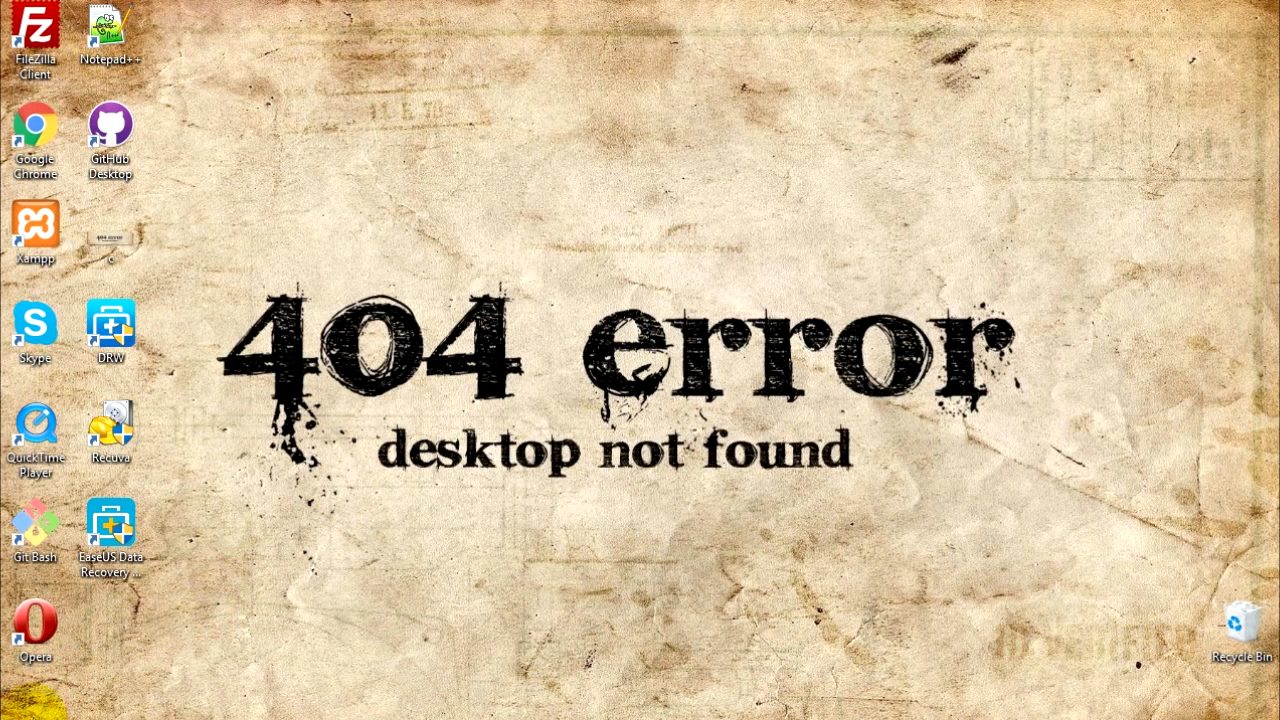 FileZilla
Client
Notepad++
Google
Chrome
GitHub
Desktop
Xampp
c
Skype
DRW
QuickTime
Player
Recuva
Git Bash
EaseUS Data
Recovery ...
Opera
404 error
desktop not found
Recycle Bin